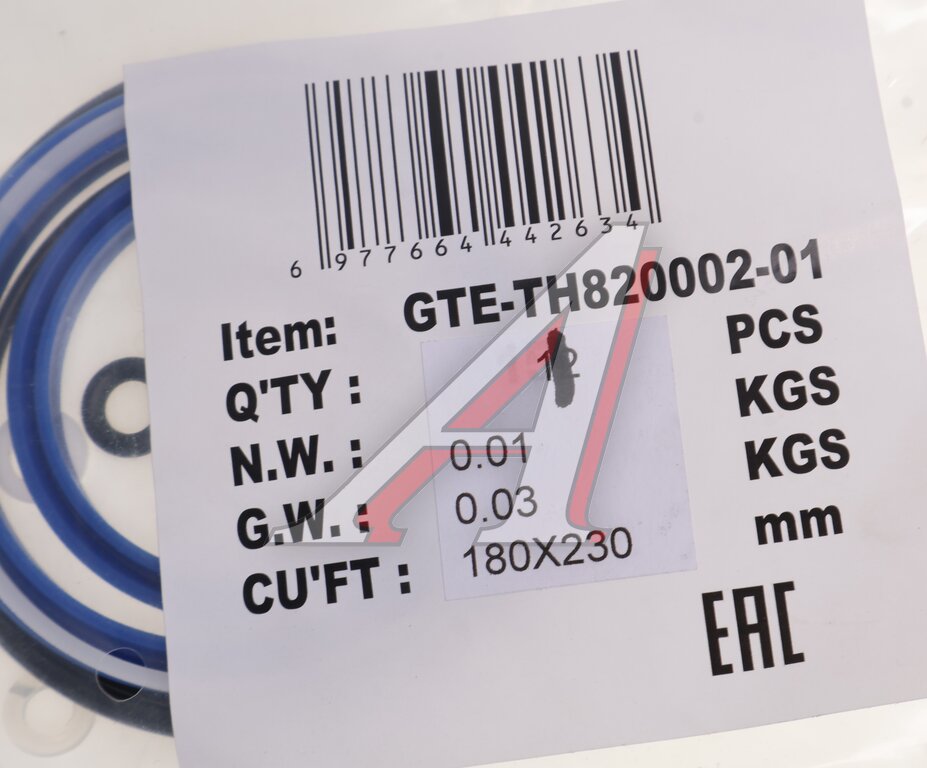 6 977664 442634
Item: GTE-TH820002-01
Q'TY : PCS
N.W. : 0.01 KGS
G.W. : 0.03 KGS
CU'FT : 180X230 mm
EAC